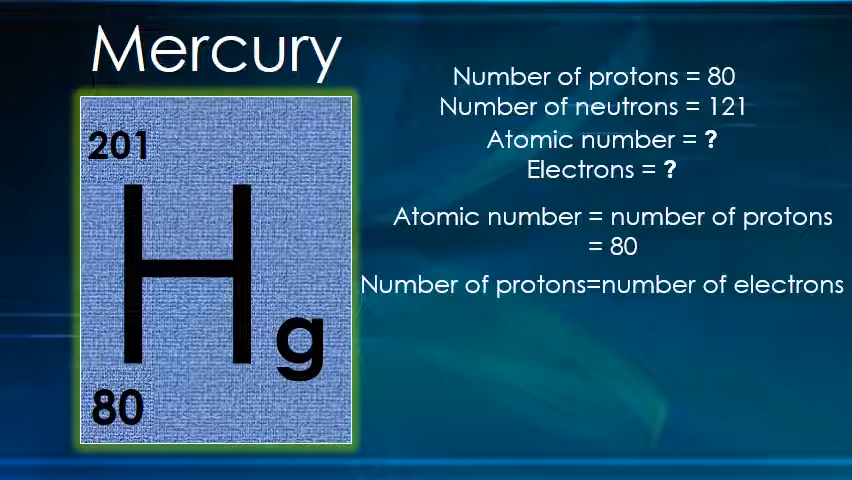 Mercury
201
Hg
80
Number of protons = 80
Number of neutrons = 121
Atomic number = ?
Electrons = ?
Atomic number = number of protons
= 80
Number of protons=number of electrons